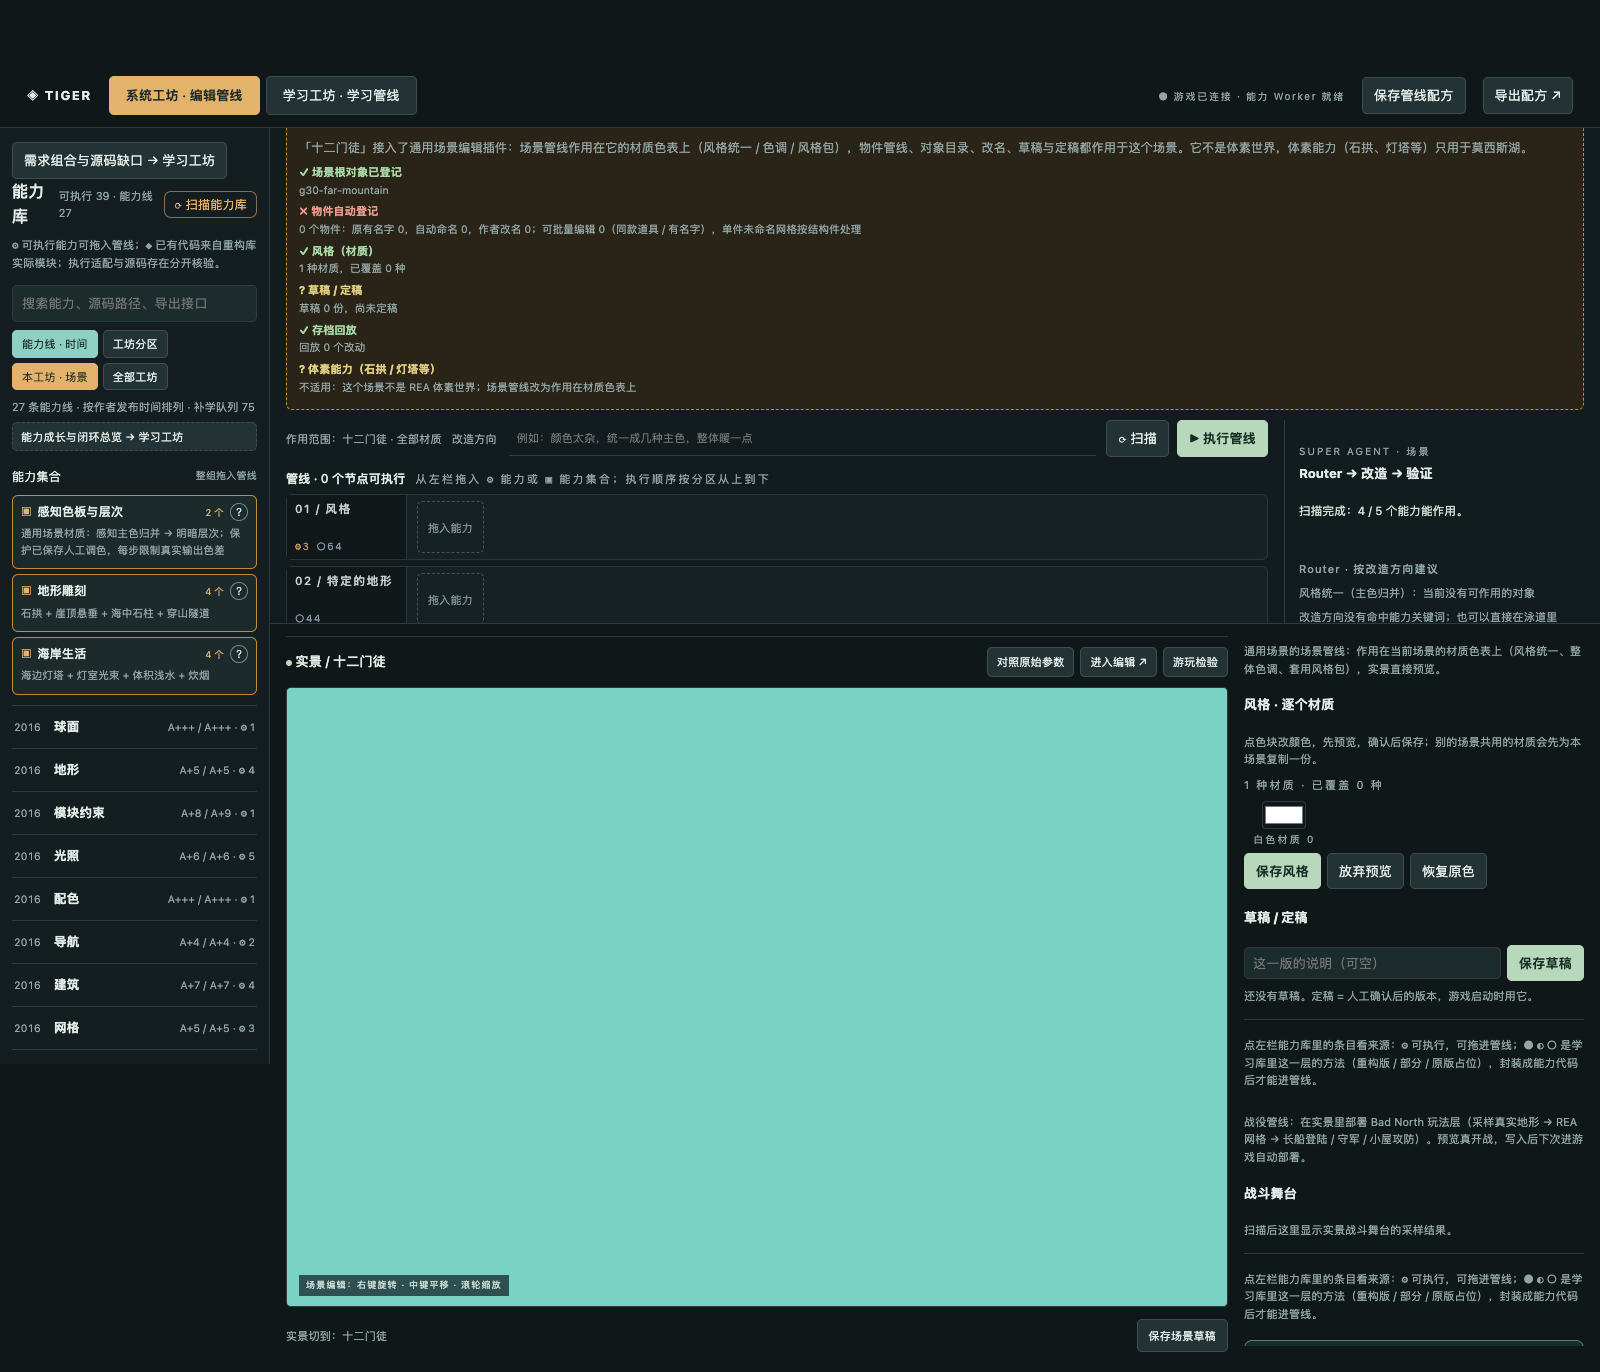 ◈ TIGER
系统工坊 · 编辑管线
学习工坊 · 学习管线
● 游戏已连接 · 能力 Worker 就绪
保存管线配方
导出配方 ↗
需求组合与源码缺口 → 学习工坊
能力库
可执行 39 · 能力线 27
⟳ 扫描能力库
⚙ 可执行能力可拖入管线；◆ 已有代码来自重构库
实际模块；执行适配与源码存在分开核验。
搜索能力、源码路径、导出接口
能力线 · 时间
工坊分区
本工坊 · 场景
全部工坊
27 条能力线 · 按作者发布时间排列 · 补学队列 75
能力成长与闭环总览 → 学习工坊
能力集合
整组拖入管线
▣ 感知色板与层次 2 个 ?
通用场景材质：感知主色归并 → 明暗层次；保
护已保存人工调色，每步限制真实输出色差
▣ 地形雕刻 4 个 ?
石拱 + 崖顶悬垂 + 海中石柱 + 穿山隧道
▣ 海岸生活 4 个 ?
海边灯塔 + 灯室光束 + 体积浅水 + 炊烟
2016 球面 A+++ / A+++ · ⚙ 1
2016 地形 A+5 / A+5 · ⚙ 4
2016 模块约束 A+8 / A+9 · ⚙ 1
2016 光照 A+6 / A+6 · ⚙ 5
2016 配色 A+++ / A+++ · ⚙ 1
2016 导航 A+4 / A+4 · ⚙ 2
2016 建筑 A+7 / A+7 · ⚙ 4
2016 网格 A+5 / A+5 · ⚙ 3
「十二门徒」接入了通用场景编辑插件：场景管线作用在它的材质色表上（风格统一 / 色调 / 风格包），物件管线、对象目录、改名、草稿与定稿都作用于这个场景。它不是体素世界，体素能力（石拱、灯塔等）只用于莫西斯湖。
✓ 场景根对象已登记
g30-far-mountain
✕ 物件自动登记
0 个物件：原有名字 0，自动命名 0，作者改名 0；可批量编辑 0（同款道具 / 有名字），单件未命名网格按结构件处理
✓ 风格（材质）
1 种材质，已覆盖 0 种
? 草稿 / 定稿
草稿 0 份，尚未定稿
✓ 存档回放
回放 0 个改动
? 体素能力（石拱 / 灯塔等）
不适用：这个场景不是 REA 体素世界；场景管线改为作用在材质色表上
作用范围：十二门徒 · 全部材质
改造方向
例如：颜色太杂，统一成几种主色，整体暖一点
⟳ 扫描
▶ 执行管线
管线 · 0 个节点可执行
从左栏拖入 ⚙ 能力或 ▣ 能力集合；执行顺序按分区从上到下
01 / 风格
⚙3 ○64
拖入能力
02 / 特定的地形
○44
拖入能力
SUPER AGENT · 场景
Router → 改造 → 验证
扫描完成：4 / 5 个能力能作用。
Router · 按改造方向建议
风格统一（主色归并）：当前没有可作用的对象
改造方向没有命中能力关键词；也可以直接在泳道里
● 实景 / 十二门徒
对照原始参数
进入编辑 ↗
游玩检验
场景编辑：右键旋转 · 中键平移 · 滚轮缩放
实景切到：十二门徒
保存场景草稿
通用场景的场景管线：作用在当前场景的材质色表上（风格统一、整
体色调、套用风格包），实景直接预览。
风格 · 逐个材质
点色块改颜色，先预览，确认后保存；别的场景共用的材质会先为本
场景复制一份。
1 种材质 · 已覆盖 0 种
白色材质 0
保存风格
放弃预览
恢复原色
草稿 / 定稿
这一版的说明（可空）
保存草稿
还没有草稿。定稿 = 人工确认后的版本，游戏启动时用它。
点左栏能力库里的条目看来源：⚙ 可执行，可拖进管线；● ◐ ○ 是学
习库里这一层的方法（重构版 / 部分 / 原版占位），封装成能力代码
后才能进管线。
战役管线：在实景里部署 Bad North 玩法层（采样真实地形 → REA
网格 → 长船登陆 / 守军 / 小屋攻防）。预览真开战，写入后下次进游
戏自动部署。
战斗舞台
扫描后这里显示实景战斗舞台的采样结果。
点左栏能力库里的条目看来源：⚙ 可执行，可拖进管线；● ◐ ○ 是学
习库里这一层的方法（重构版 / 部分 / 原版占位），封装成能力代码
后才能进管线。